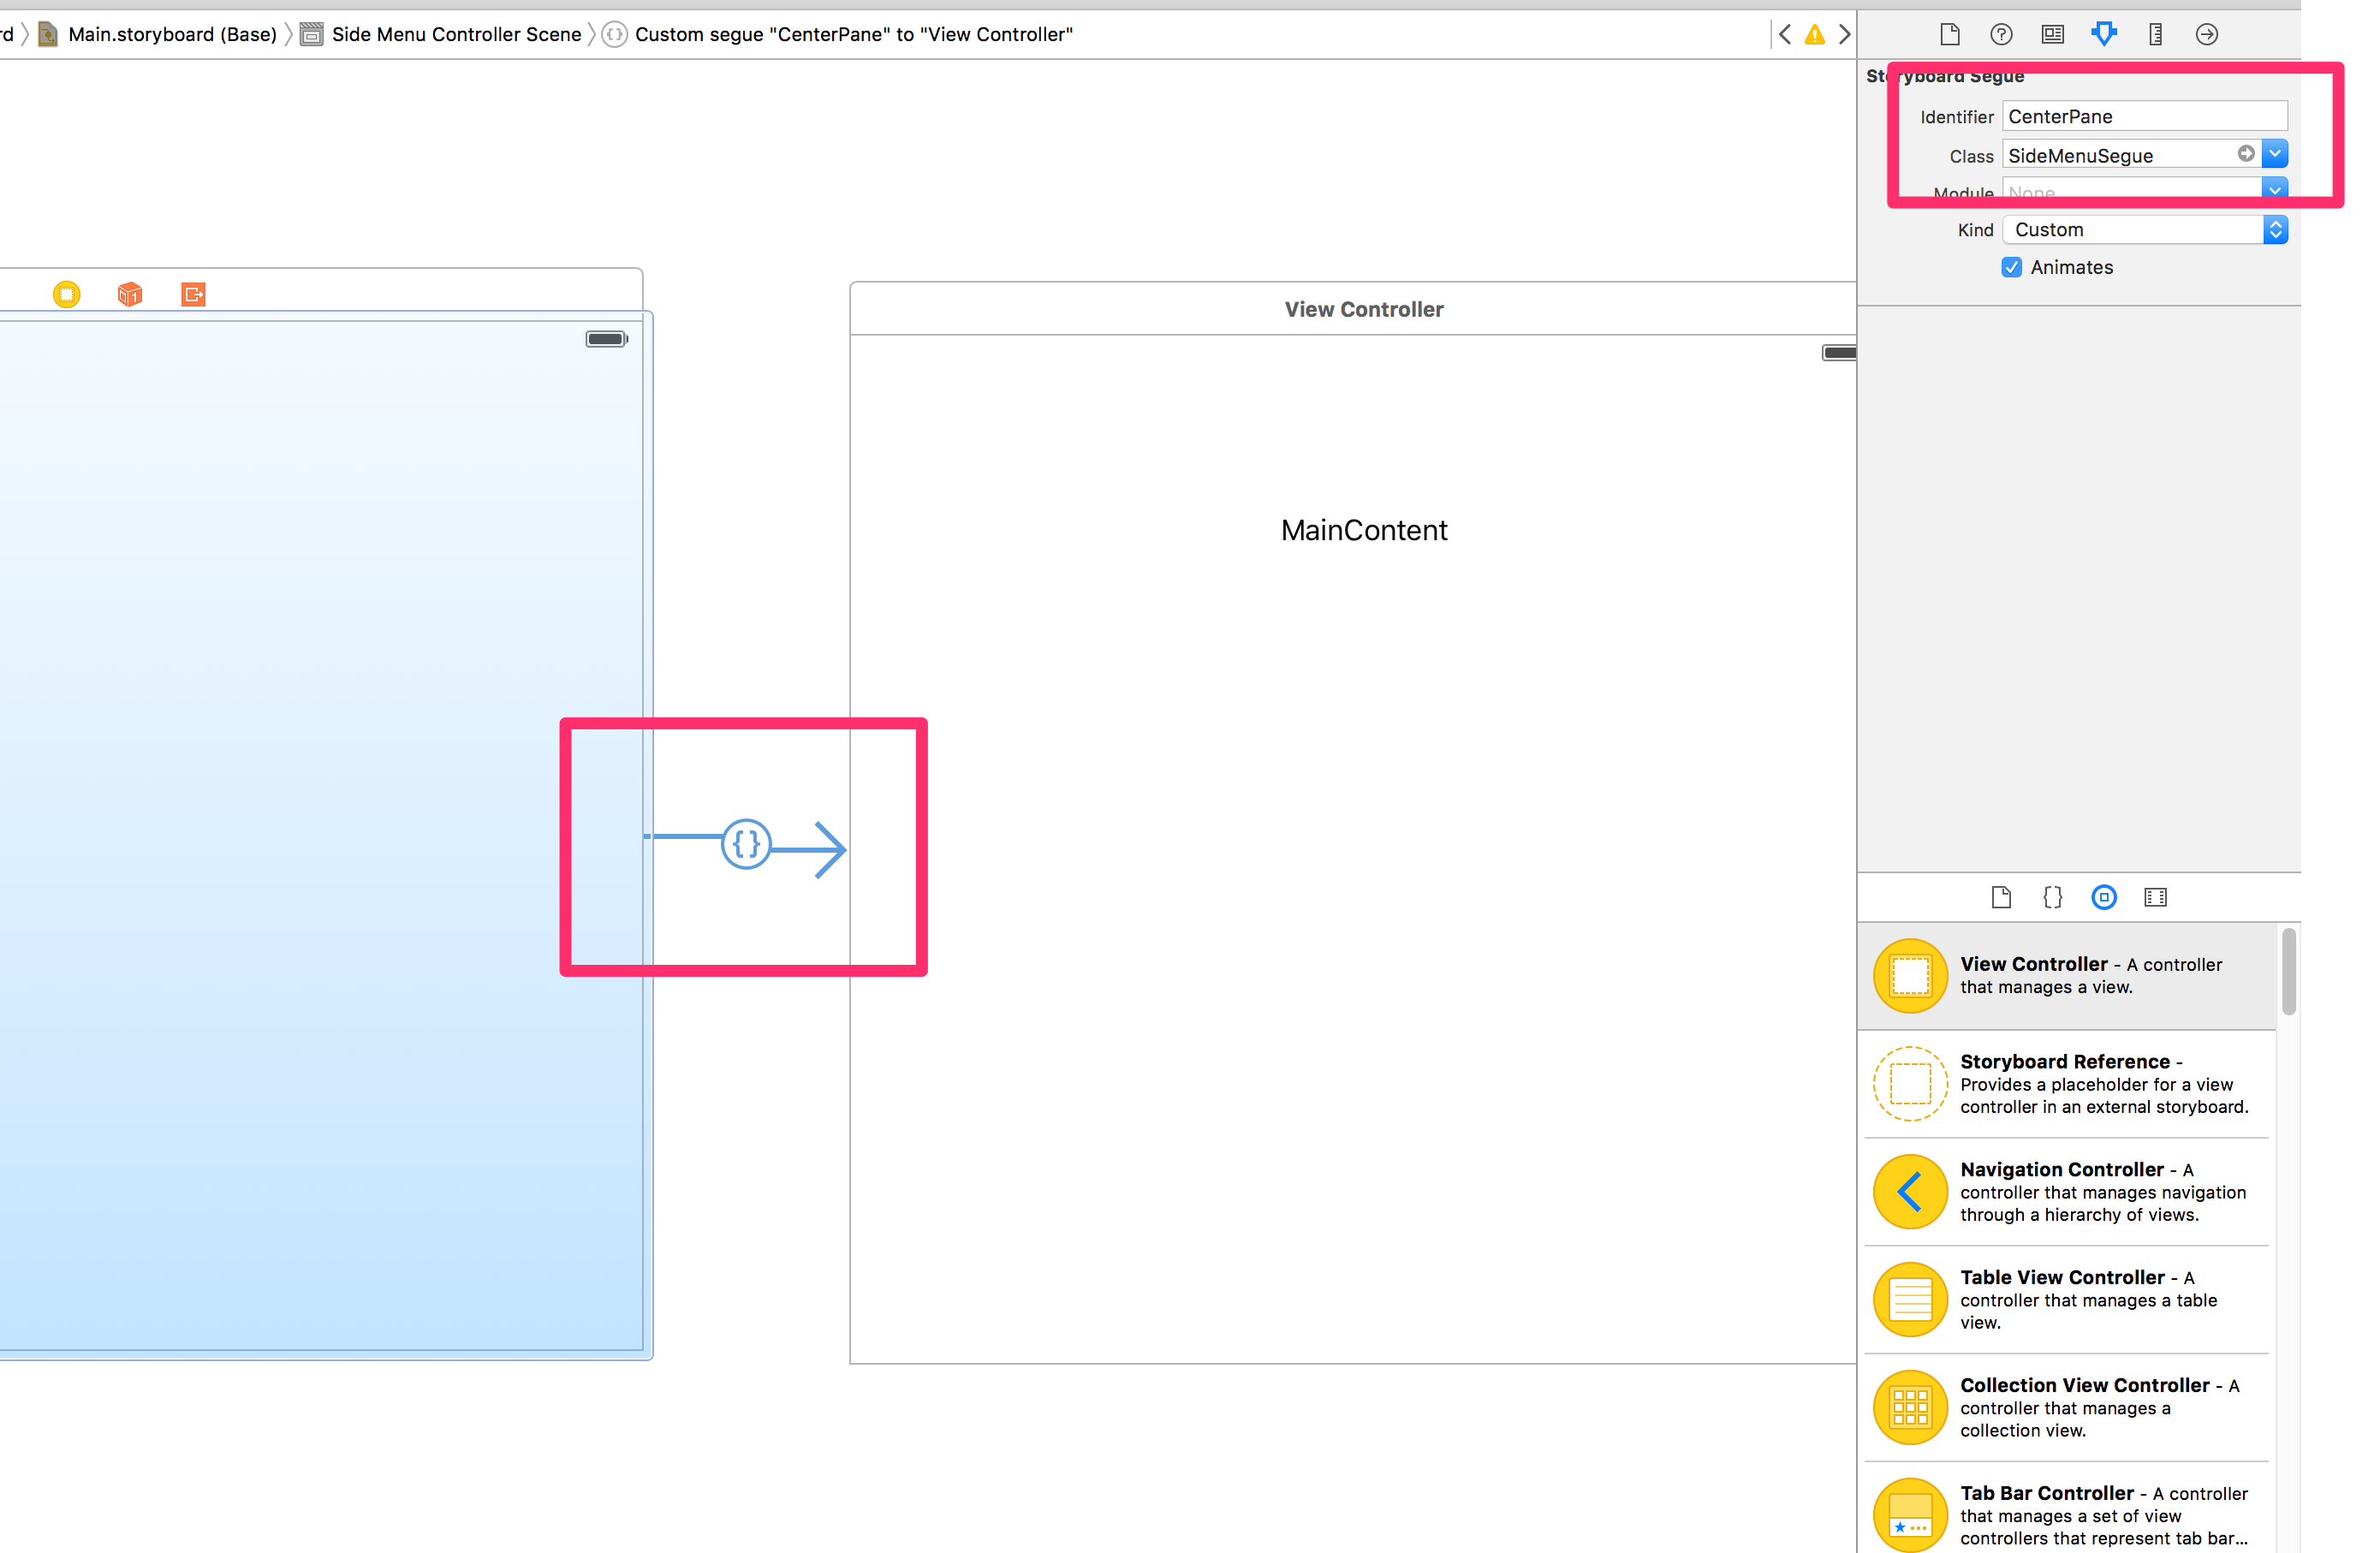 rd Main.storyboard (Base) Side Menu Controller Scene {} Custom segue "CenterPane" to "View Controller"
Storyboard Segue
Identifier CenterPane
Class SideMenuSegue
Module None
Kind Custom
Animates
1
View Controller
MainContent
{}
{}
View Controller - A controller
that manages a view.
Storyboard Reference -
Provides a placeholder for a view
controller in an external storyboard.
Navigation Controller - A
controller that manages navigation
through a hierarchy of views.
Table View Controller - A
controller that manages a table
view.
Collection View Controller - A
controller that manages a
collection view.
Tab Bar Controller - A controller
that manages a set of view
controllers that represent tab bar...